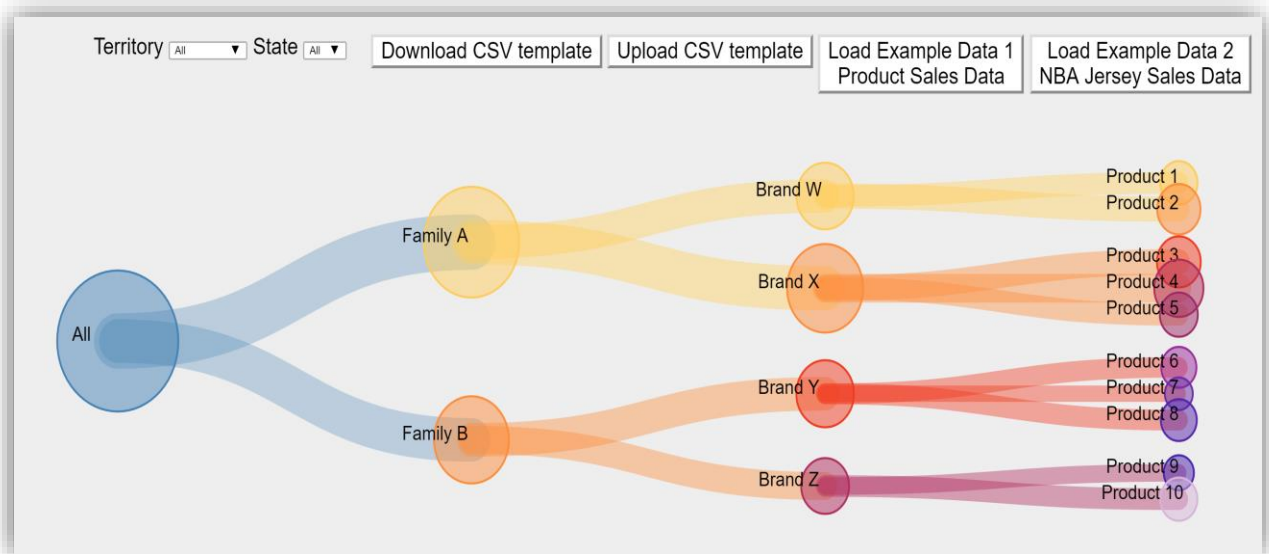 Territory All State All Download CSV template Upload CSV template Load Example Data 1 Load Example Data 2
Product Sales Data NBA Jersey Sales Data
Product 1
Brand W
Product 2
Family A
Product 3
Brand X Product 4
Product 5
All
Product 6
Brand Y Product 7
Product 8
Family B
Product 9
Brand Z
Product 10